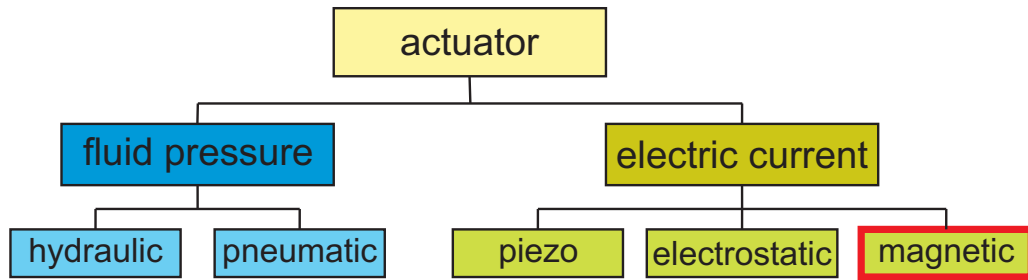 actuator
fluid pressure
electric current
hydraulic
pneumatic
piezo
electrostatic
magnetic